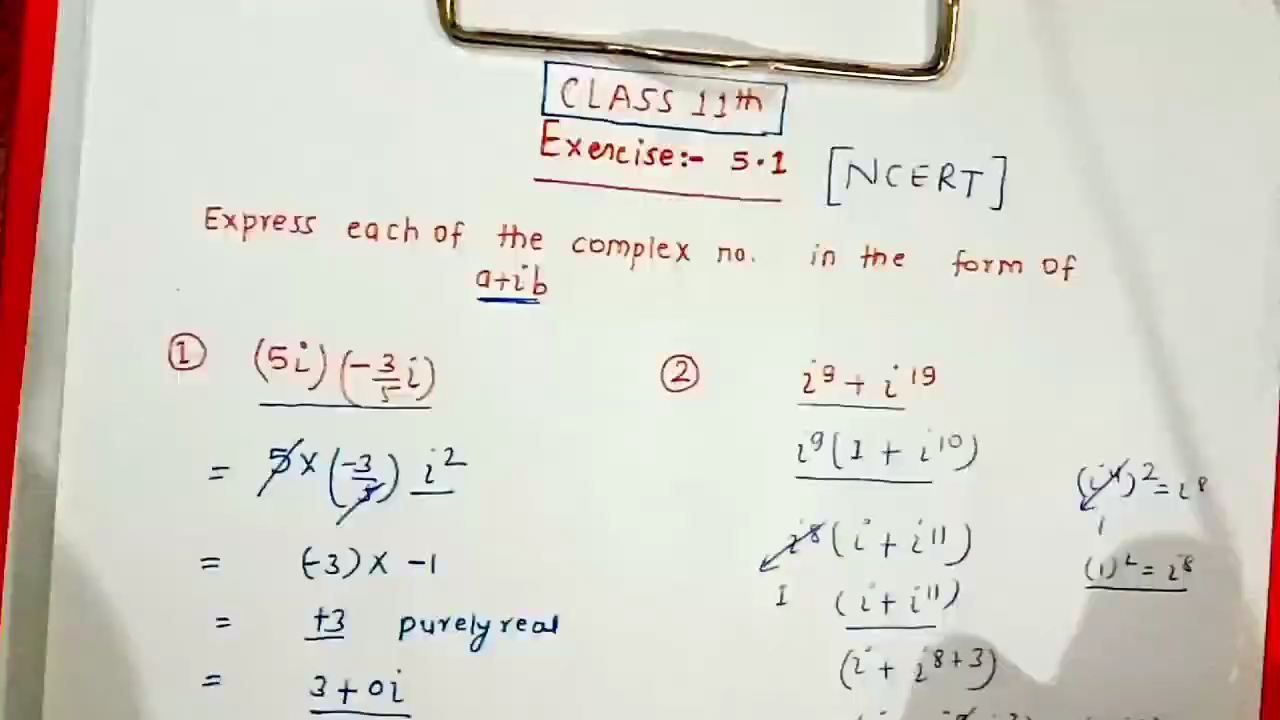 CLASS 11th
Exercise:- 5.1 [NCERT]
Express each of the complex no. in the form of
a+ib
① (5i)(-3/5i)
= 5×(-3/5) i²
= (-3)× -1
= +3 purely real
= 3+0i
② i⁹ + i¹⁹
i⁹(1 + i¹⁰)
i⁸(i + i¹¹)
1 (i + i¹¹)
(i + i⁸⁺³)
(i⁴)² = i⁸
1
(1)² = i⁸